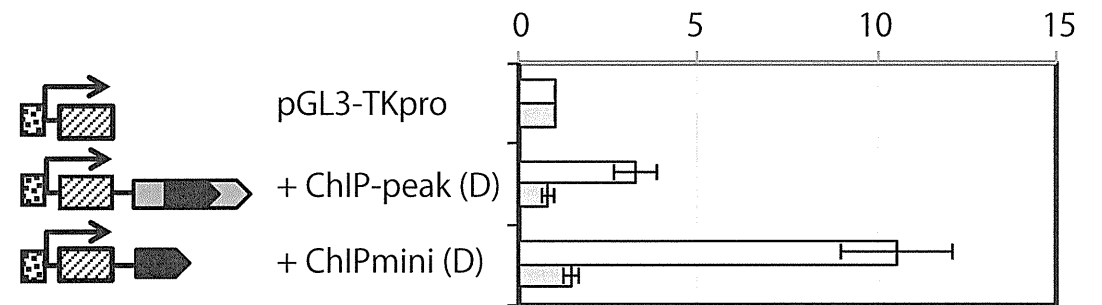 0 5 10 15
pGL3-TKpro
+ ChIP-peak (D)
+ ChIPmini (D)